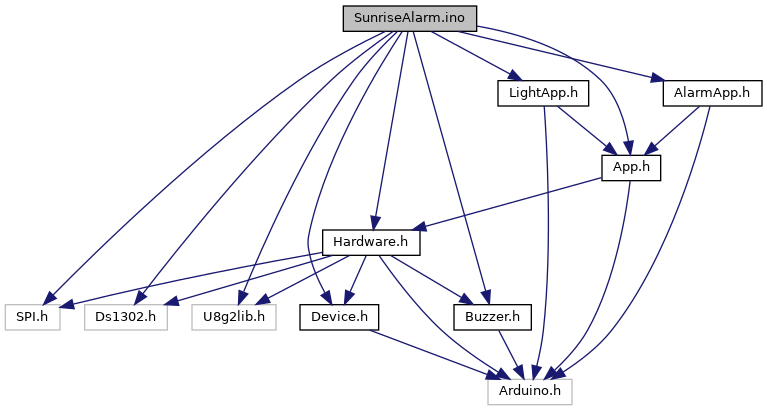 SunriseAlarm.ino
LightApp.h
AlarmApp.h
App.h
Hardware.h
SPI.h
Ds1302.h
U8g2lib.h
Device.h
Buzzer.h
Arduino.h